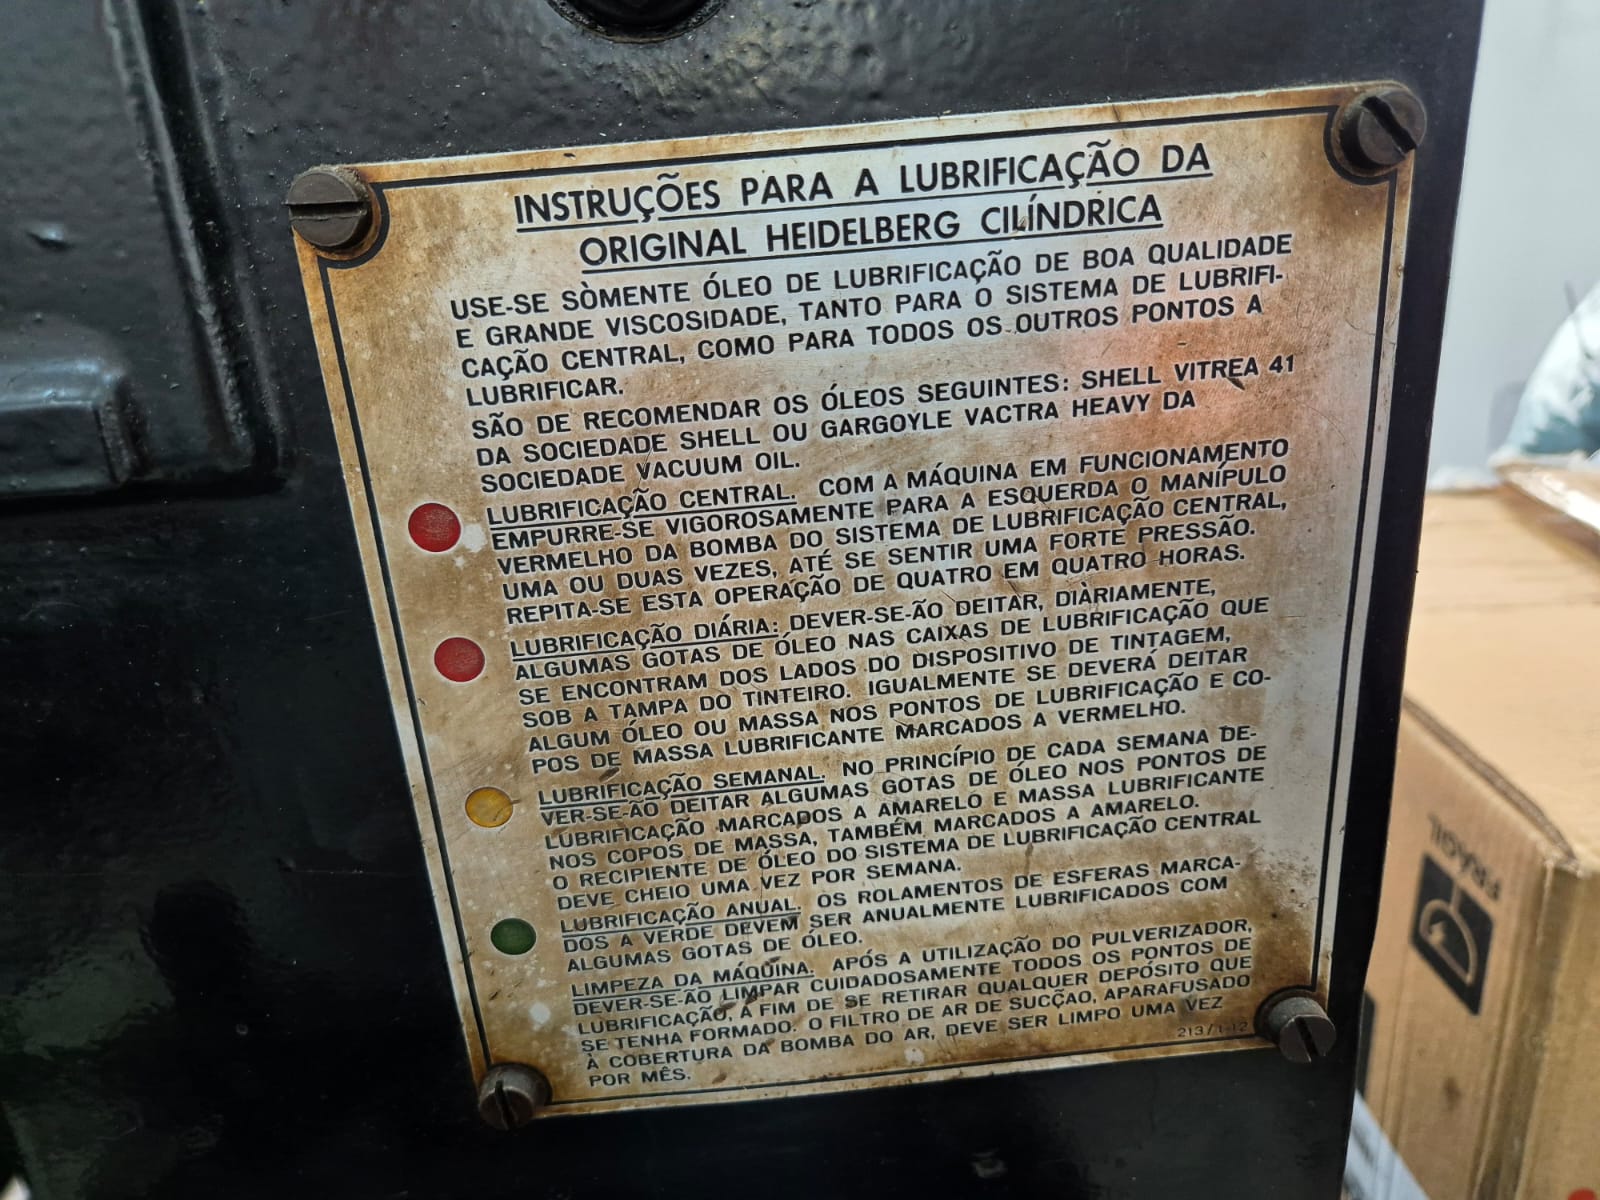 INSTRUÇÕES PARA A LUBRIFICAÇÃO DA
ORIGINAL HEIDELBERG CILÍNDRICA
USE-SE SÒMENTE ÓLEO DE LUBRIFICAÇÃO DE BOA QUALIDADE
E GRANDE VISCOSIDADE, TANTO PARA O SISTEMA DE LUBRIFI-
CAÇÃO CENTRAL, COMO PARA TODOS OS OUTROS PONTOS A
LUBRIFICAR.
SÃO DE RECOMENDAR OS ÓLEOS SEGUINTES: SHELL VITREA 41
DA SOCIEDADE SHELL OU GARGOYLE VACTRA HEAVY DA
SOCIEDADE VACUUM OIL.
LUBRIFICAÇÃO CENTRAL. COM A MÁQUINA EM FUNCIONAMENTO
EMPURRE-SE VIGOROSAMENTE PARA A ESQUERDA O MANÍPULO
VERMELHO DA BOMBA DO SISTEMA DE LUBRIFICAÇÃO CENTRAL,
UMA OU DUAS VEZES, ATÉ SE SENTIR UMA FORTE PRESSÃO.
REPITA-SE ESTA OPERAÇÃO DE QUATRO EM QUATRO HORAS.
LUBRIFICAÇÃO DIÁRIA: DEVER-SE-ÃO DEITAR, DIÀRIAMENTE,
ALGUMAS GOTAS DE ÓLEO NAS CAIXAS DE LUBRIFICAÇÃO QUE
SE ENCONTRAM DOS LADOS DO DISPOSITIVO DE TINTAGEM,
SOB A TAMPA DO TINTEIRO. IGUALMENTE SE DEVERÁ DEITAR
ALGUM ÓLEO OU MASSA NOS PONTOS DE LUBRIFICAÇÃO E CO-
POS DE MASSA LUBRIFICANTE MARCADOS A VERMELHO.
LUBRIFICAÇÃO SEMANAL. NO PRINCÍPIO DE CADA SEMANA DE-
VER-SE-ÃO DEITAR ALGUMAS GOTAS DE ÓLEO NOS PONTOS DE
LUBRIFICAÇÃO MARCADOS A AMARELO E MASSA LUBRIFICANTE
NOS COPOS DE MASSA, TAMBÉM MARCADOS A AMARELO.
O RECIPIENTE DE ÓLEO DO SISTEMA DE LUBRIFICAÇÃO CENTRAL
DEVE CHEIO UMA VEZ POR SEMANA.
LUBRIFICAÇÃO ANUAL. OS ROLAMENTOS DE ESFERAS MARCA-
DOS A VERDE DEVEM SER ANUALMENTE LUBRIFICADOS COM
ALGUMAS GOTAS DE ÓLEO.
LIMPEZA DA MÁQUINA. APÓS A UTILIZAÇÃO DO PULVERIZADOR,
DEVER-SE-ÃO LIMPAR CUIDADOSAMENTE TODOS OS PONTOS DE
LUBRIFICAÇÃO, A FIM DE SE RETIRAR QUALQUER DEPÓSITO QUE
SE TENHA FORMADO. O FILTRO DE AR DE SUCÇÃO, APARAFUSADO
À COBERTURA DA BOMBA DO AR, DEVE SER LIMPO UMA VEZ
POR MÊS.
213/1-12
FRÁGIL